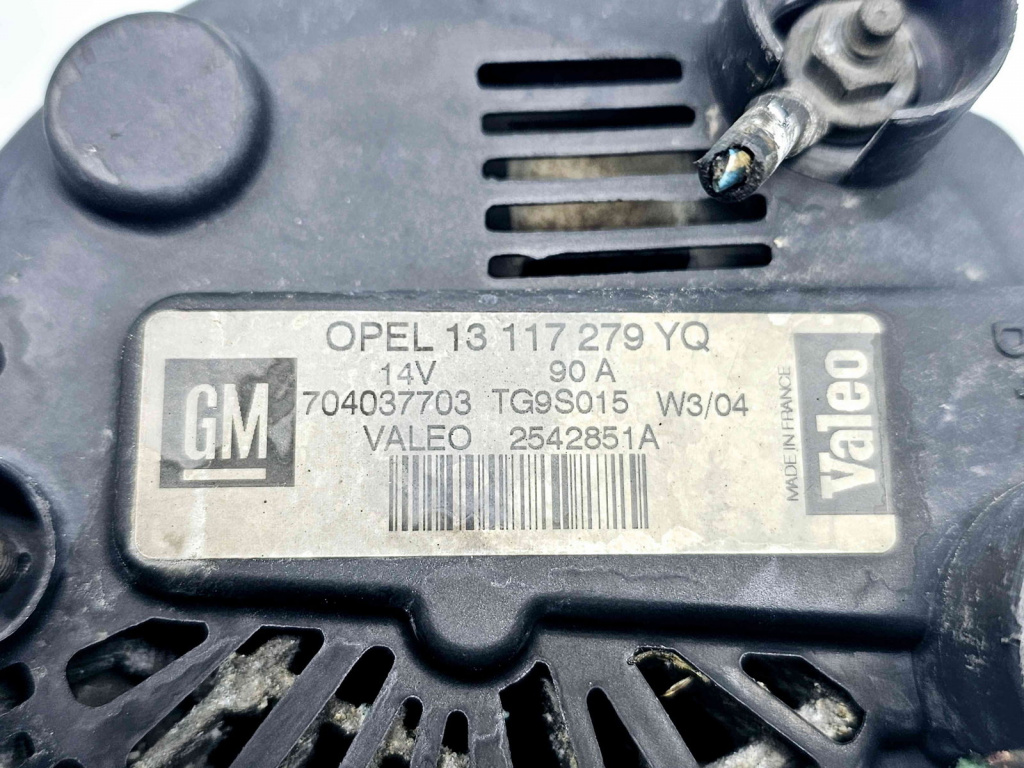 OPEL 13 117 279 YQ
14V 90 A
GM
704037703 TG9S015 W3/04
VALEO 2542851A
MADE IN FRANCE
Valeo